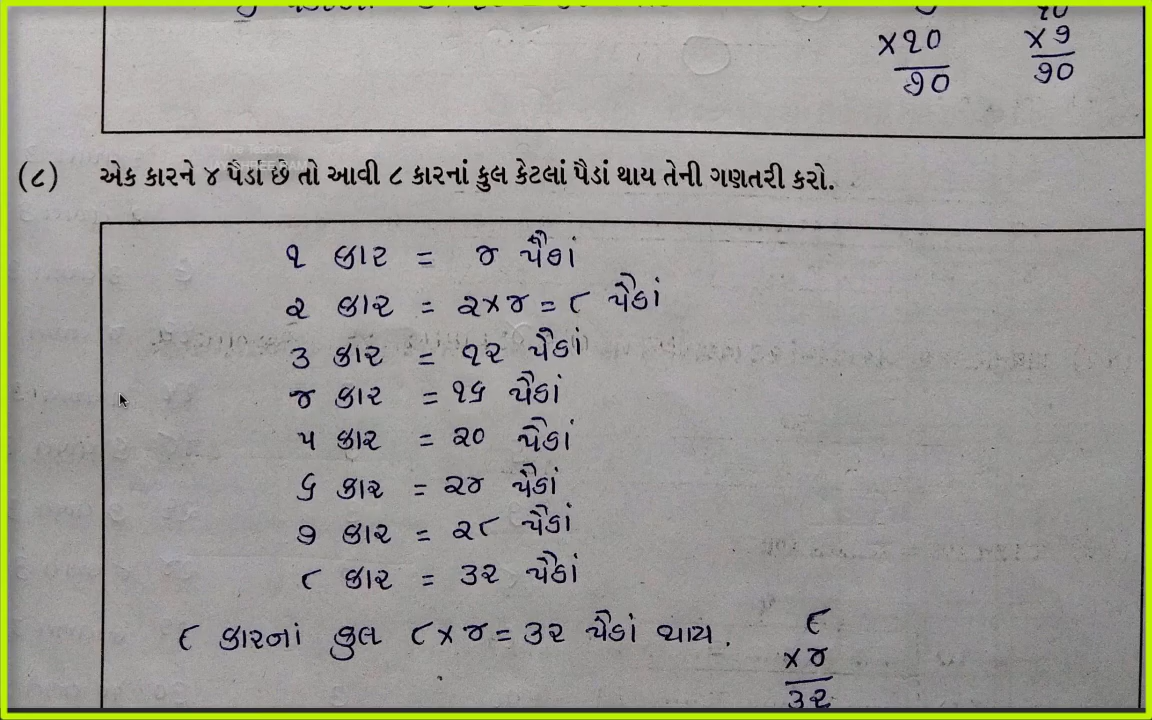 ×૧૦ ×૭
૭૦ ૭૦
The Teacher
(૮) એક કારને ૪ પૈડાં છે તો આવી ૮ કારનાં કુલ કેટલાં પૈડાં થાય તેની ગણતરી કરો.
૧ કાર = ૪ પૈડાં
૨ કાર = ૨×૪ = ૮ પૈડાં
૩ કાર = ૧૨ પૈડાં
૪ કાર = ૧૬ પૈડાં
૫ કાર = ૨૦ પૈડાં
૬ કાર = ૨૪ પૈડાં
૭ કાર = ૨૮ પૈડાં
૮ કાર = ૩૨ પૈડાં
૮ કારનાં કુલ ૮×૪ = ૩૨ પૈડાં થાય.
૮
×૪
૩૨